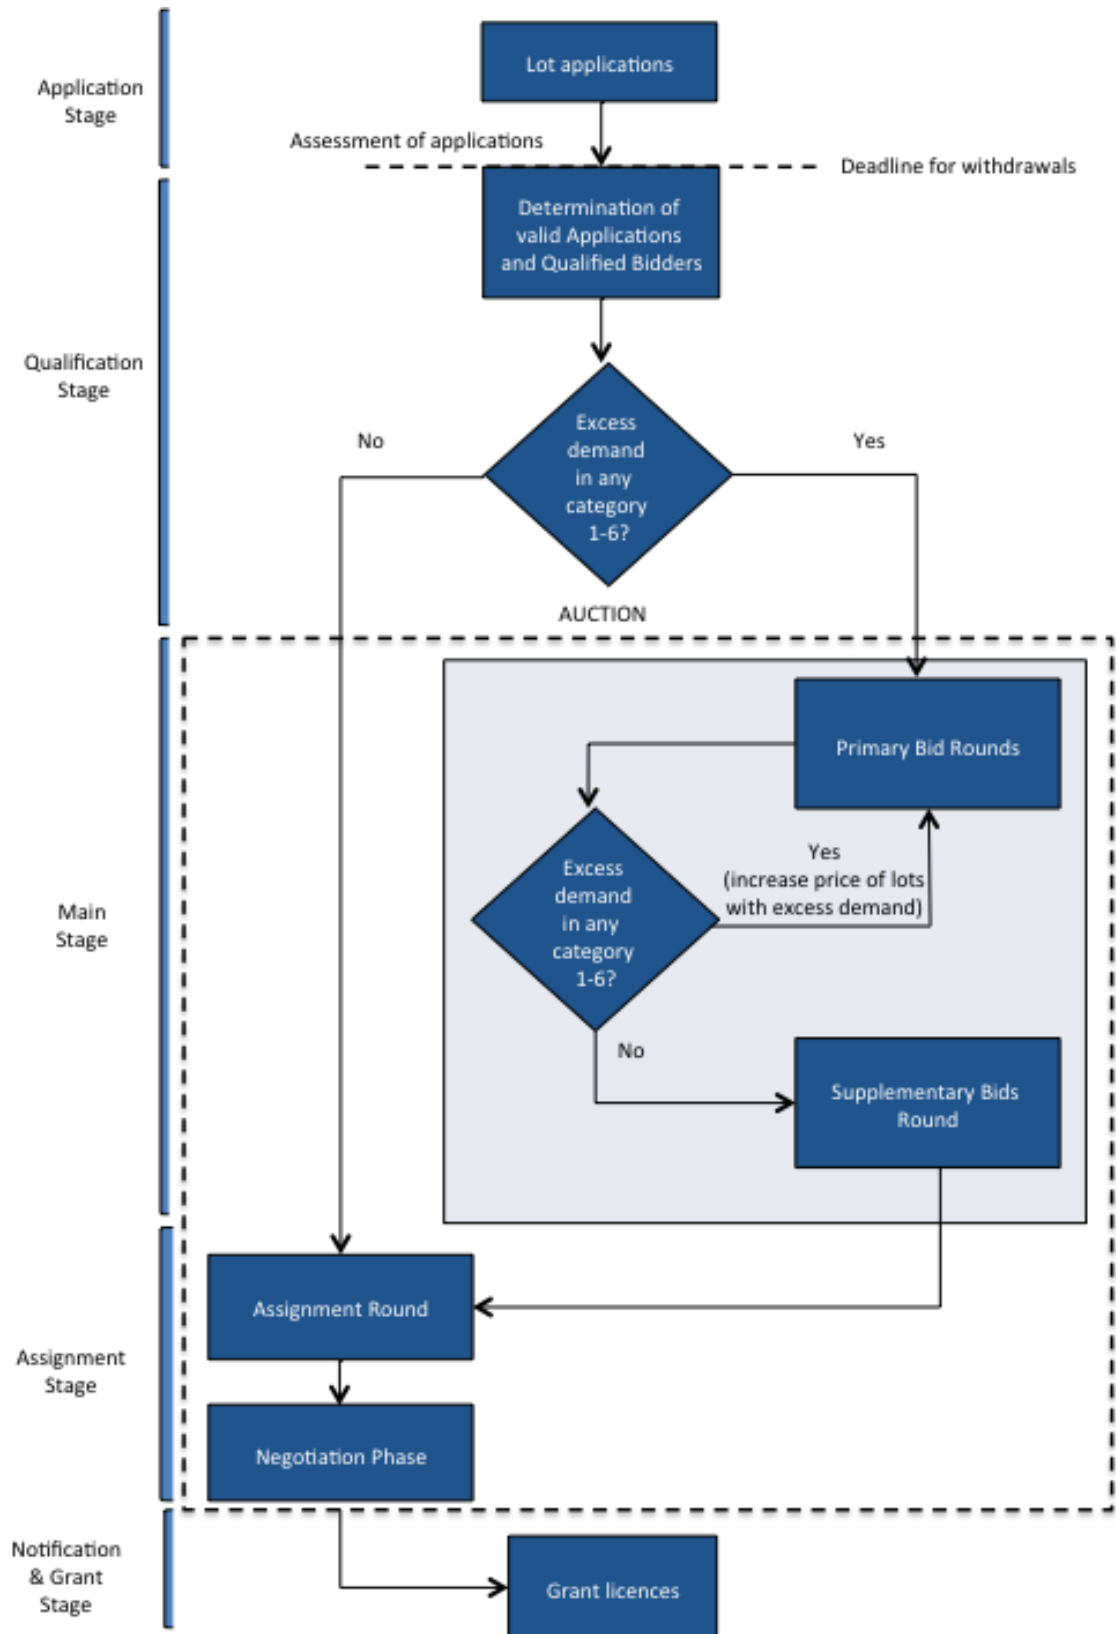 Lot applications
Application
Stage
Assessment of applications
Deadline for withdrawals
Determination of
valid Applications
and Qualified Bidders
Qualification
Stage
Excess
demand
in any
category
1-6?
No
Yes
AUCTION
Primary Bid Rounds
Yes
(increase price of lots
with excess demand)
Excess
demand
in any
category
1-6?
Main
Stage
No
Supplementary Bids
Round
Assignment Round
Assignment
Stage
Negotiation Phase
Notification
& Grant
Stage
Grant licences